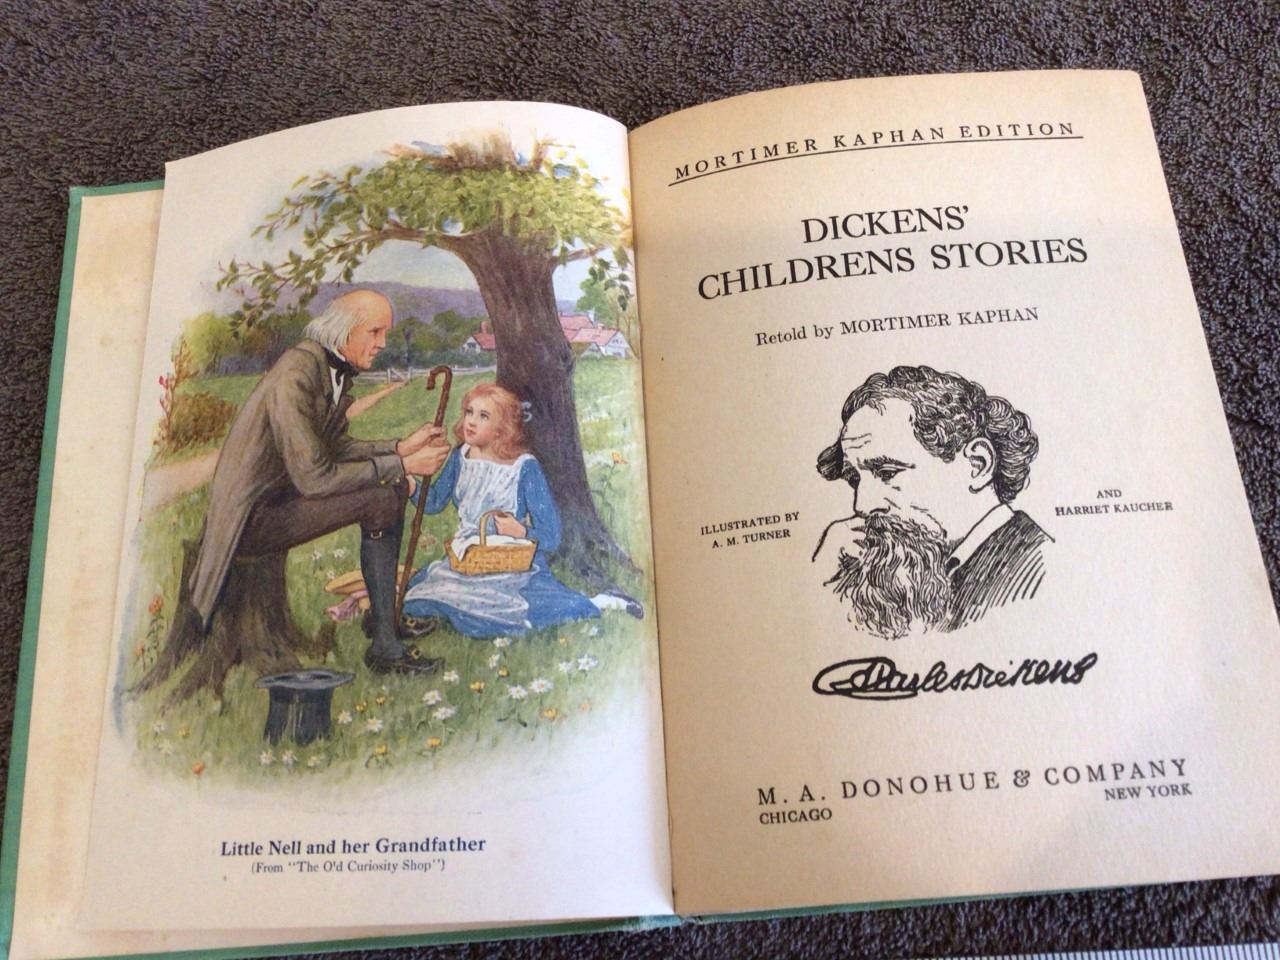 Little Nell and her Grandfather
(From "The O'd Curiosity Shop")
MORTIMER KAPHAN EDITION
DICKENS'
CHILDRENS STORIES
Retold by MORTIMER KAPHAN
ILLUSTRATED BY
A. M. TURNER
AND
HARRIET KAUCHER
Charles Dickens
M. A. DONOHUE & COMPANY
CHICAGO NEW YORK